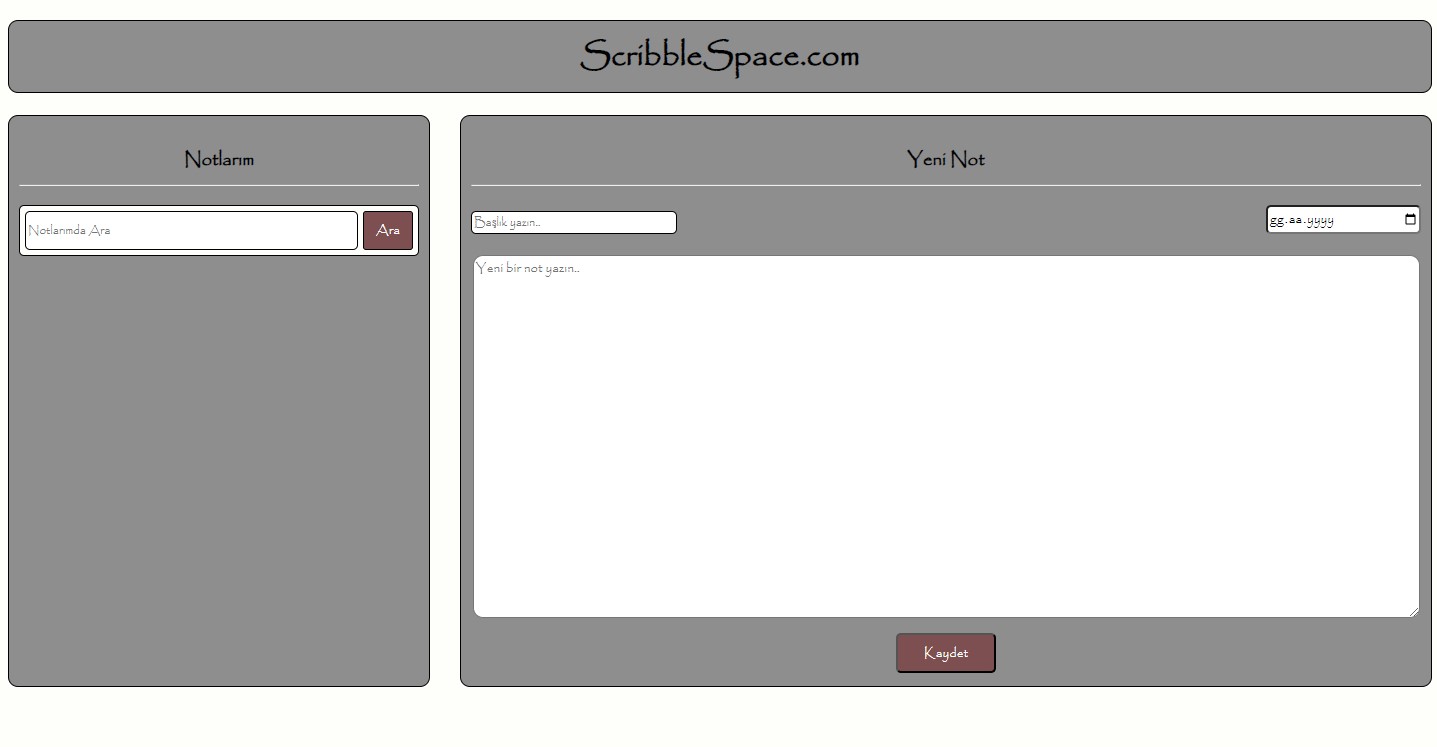 ScribbleSpace.com
Notlarım
Notlarımda Ara
Ara
Yeni Not
Başlık yazın..
gg.aa.yyyy
Yeni bir not yazın..
Kaydet